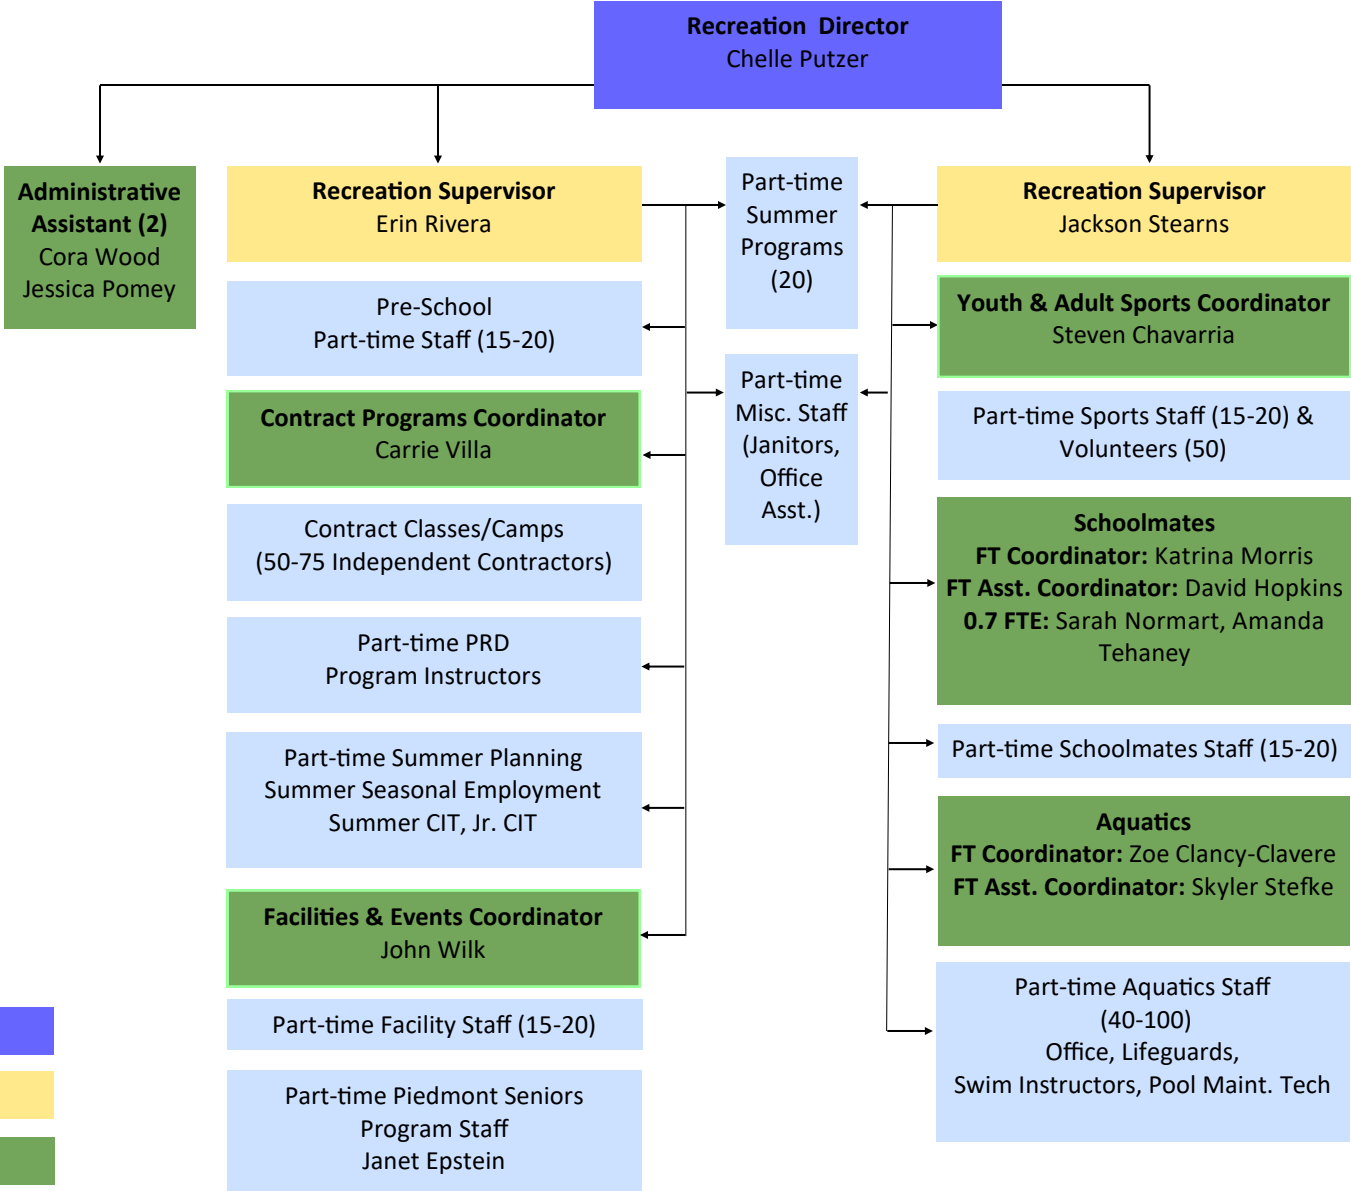 Recreation Director
Chelle Putzer
Administrative
Assistant (2)
Cora Wood
Jessica Pomey
Recreation Supervisor
Erin Rivera
Pre-School
Part-time Staff (15-20)
Contract Programs Coordinator
Carrie Villa
Contract Classes/Camps
(50-75 Independent Contractors)
Part-time PRD
Program Instructors
Part-time Summer Planning
Summer Seasonal Employment
Summer CIT, Jr. CIT
Facilities & Events Coordinator
John Wilk
Part-time Facility Staff (15-20)
Part-time Piedmont Seniors
Program Staff
Janet Epstein
Part-time
Summer
Programs
(20)
Part-time
Misc. Staff
(Janitors,
Office
Asst.)
Recreation Supervisor
Jackson Stearns
Youth & Adult Sports Coordinator
Steven Chavarria
Part-time Sports Staff (15-20) &
Volunteers (50)
Schoolmates
FT Coordinator: Katrina Morris
FT Asst. Coordinator: David Hopkins
0.7 FTE: Sarah Normart, Amanda
Tehaney
Part-time Schoolmates Staff (15-20)
Aquatics
FT Coordinator: Zoe Clancy-Clavere
FT Asst. Coordinator: Skyler Stefke
Part-time Aquatics Staff
(40-100)
Office, Lifeguards,
Swim Instructors, Pool Maint. Tech